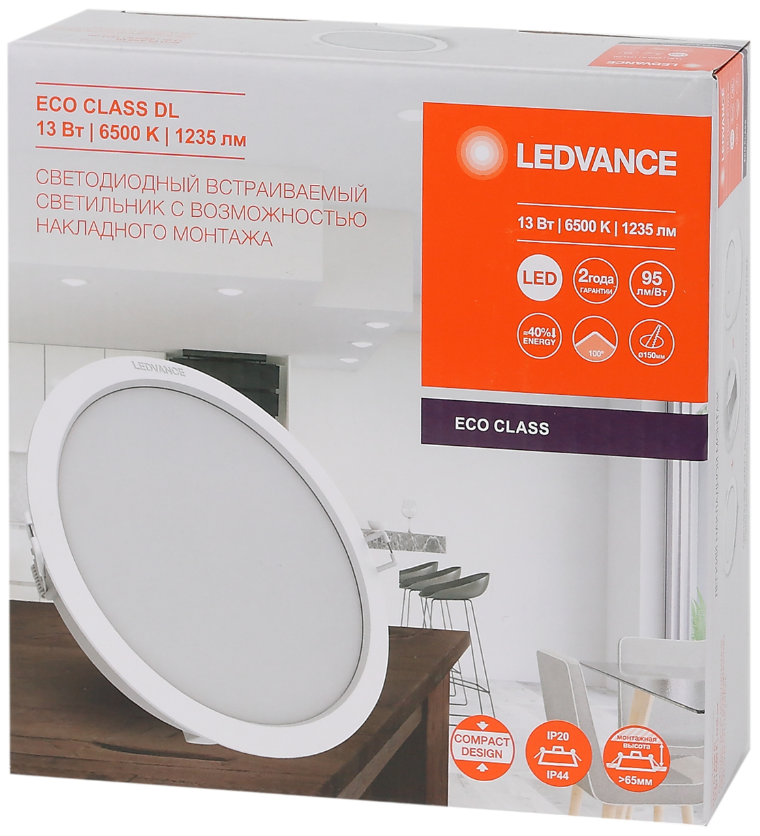 ECO CLASS DL
13 Вт | 6500 K | 1235 лм
СВЕТОДИОДНЫЙ ВСТРАИВАЕМЫЙ
СВЕТИЛЬНИК С ВОЗМОЖНОСТЬЮ
НАКЛАДНОГО МОНТАЖА
LEDVANCE
13 Вт | 6500 K | 1235 лм
LED
2 года
ГАРАНТИИ
95
лм/Вт
=40%
ENERGY
100°
Ø150мм
ECO CLASS
LEDVANCE
COMPACT
DESIGN
IP20
IP44
монтажная
высота
>65мм